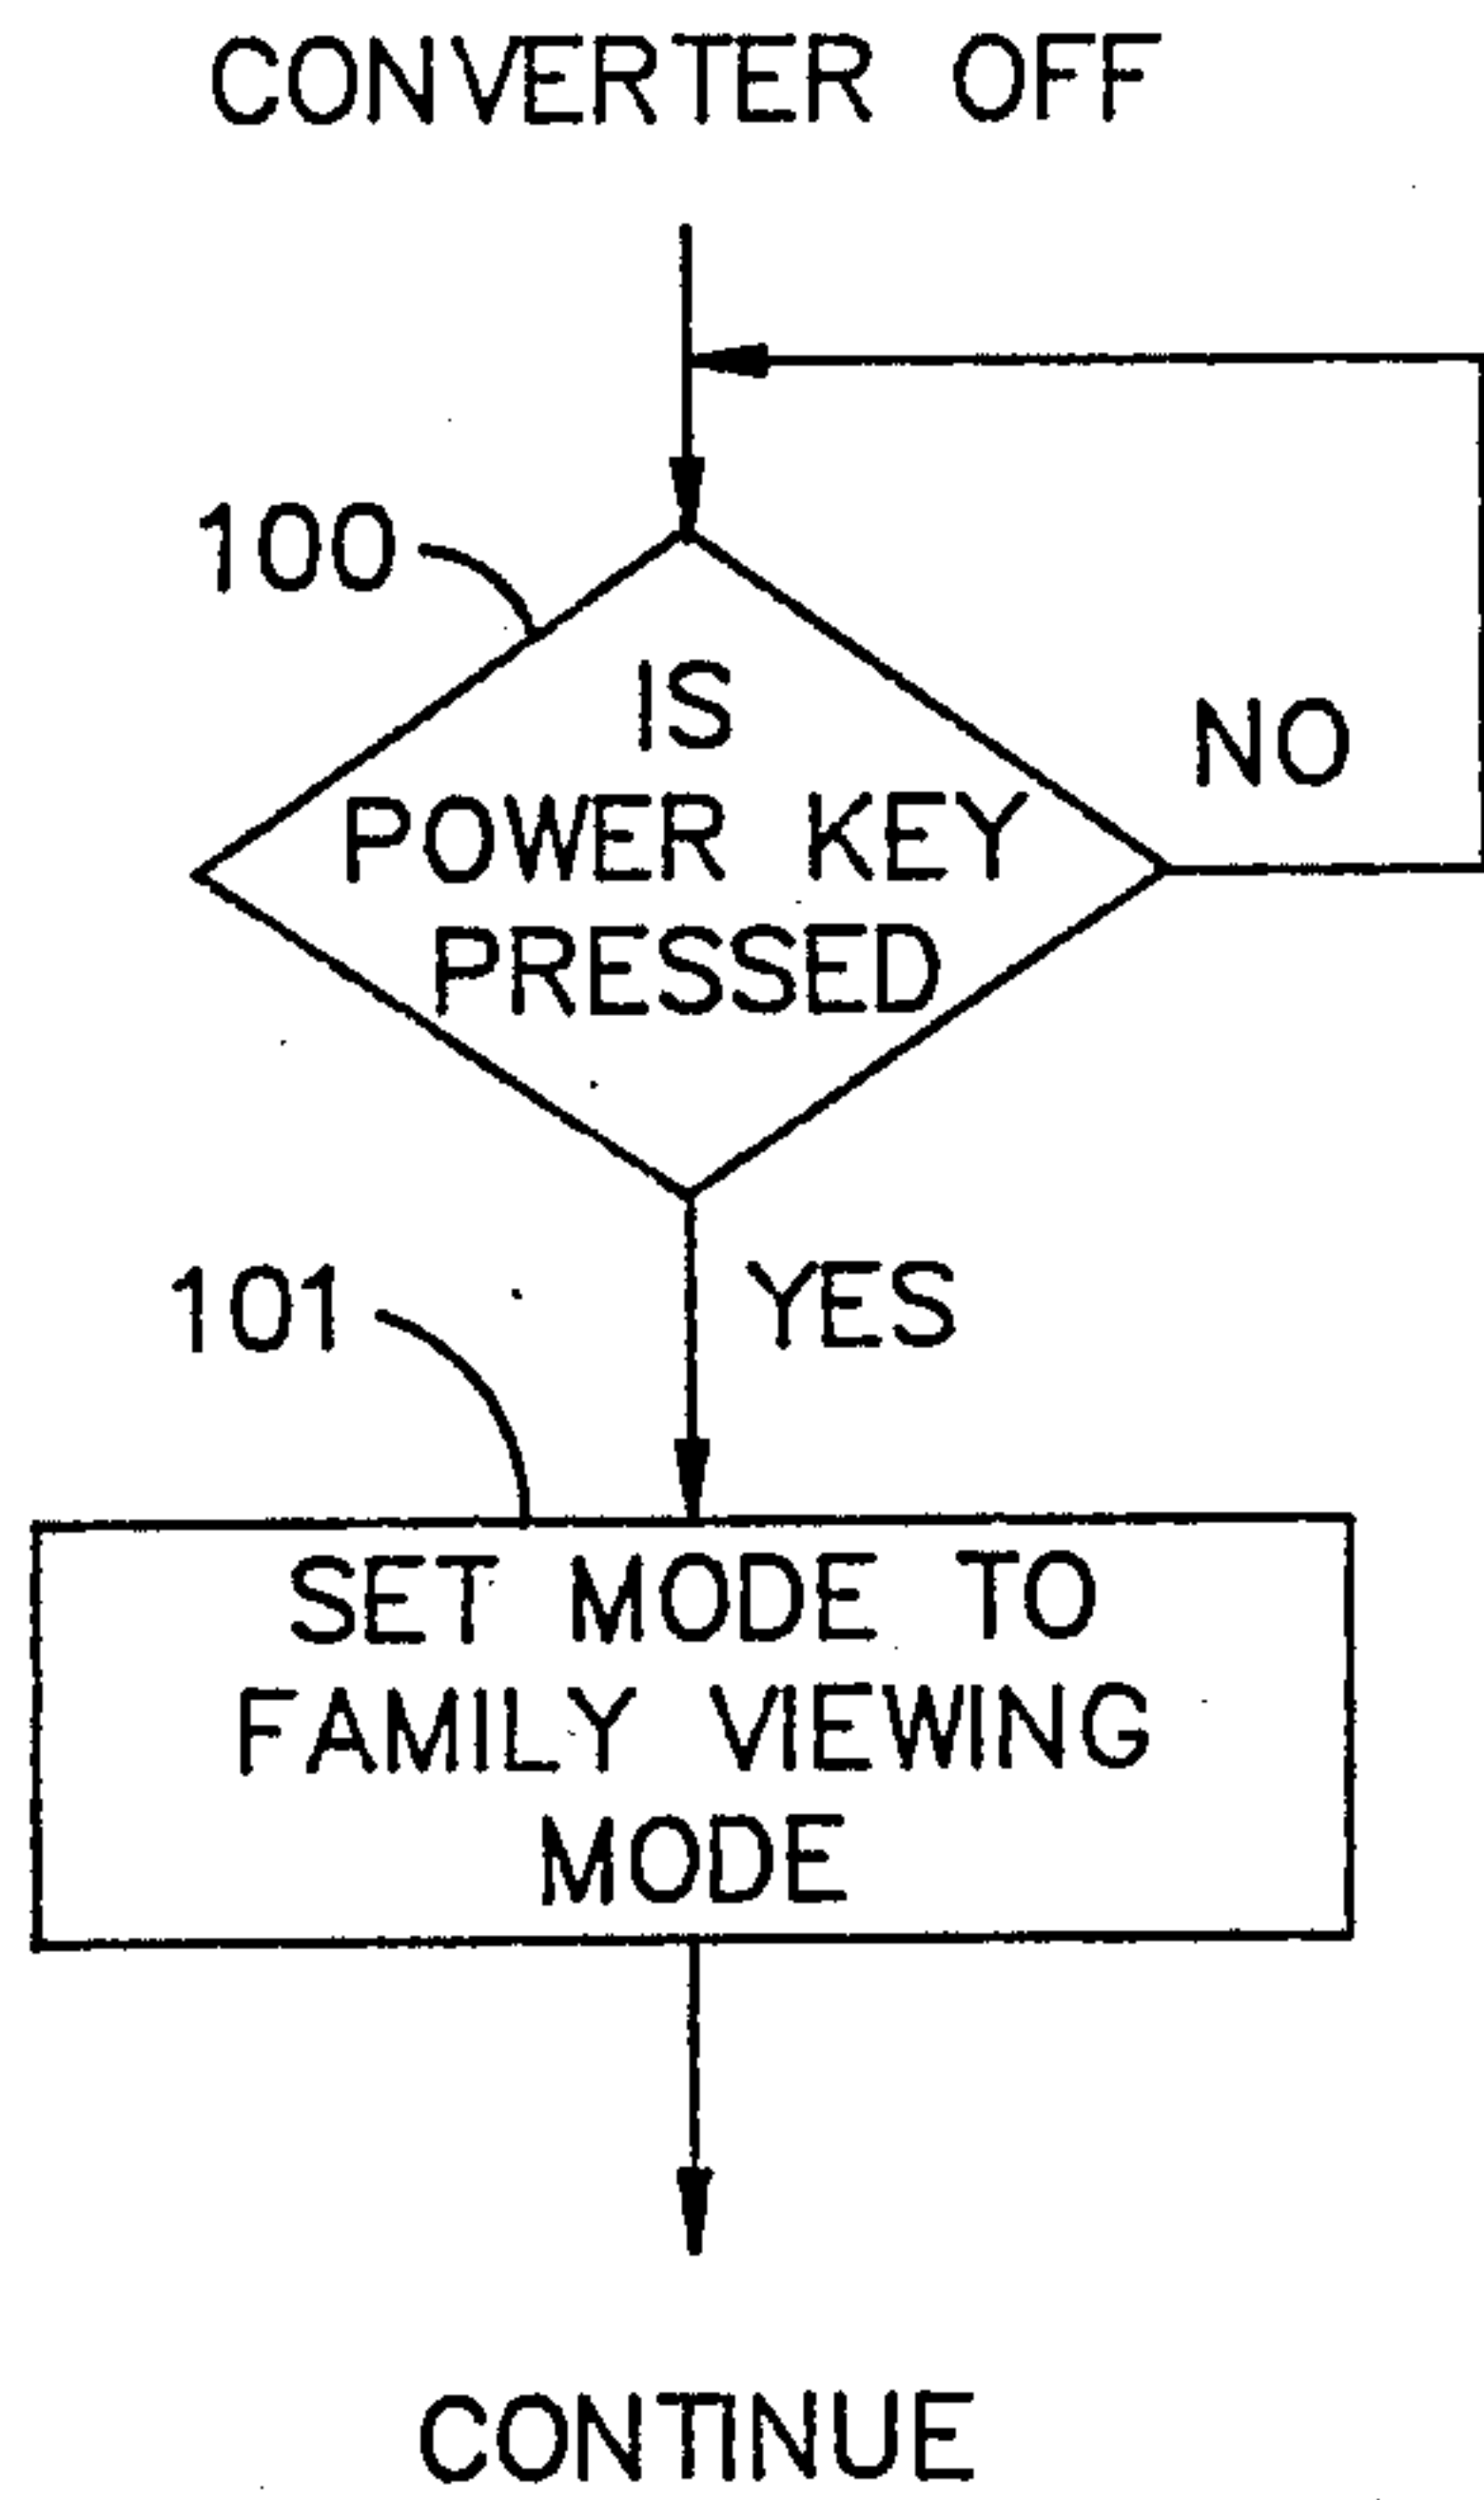 CONVERTER OFF
100
IS
POWER KEY
PRESSED
NO
101
YES
SET MODE TO
FAMILY VIEWING
MODE
CONTINUE